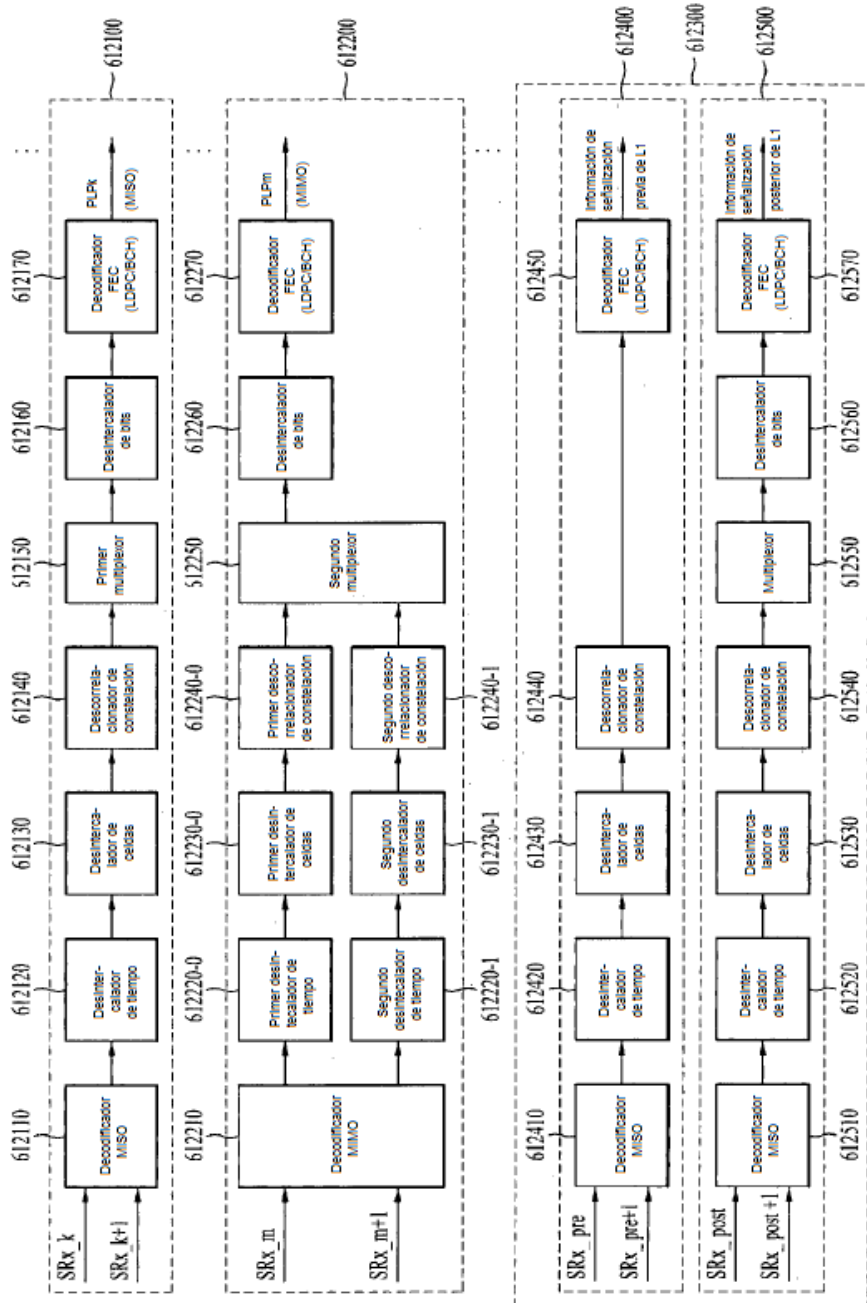 612110
612120
612130
612140
612150
612160
612170
612100
SRx_k
SRx_k+1
Decodificador
MISO
Desinter-
calador
de tiempo
Desinterca-
lador de
celdas
Descorrela-
cionador de
constelación
Primer
multiplexor
Desintercalador
de bits
Decodificador
FEC
(LDPC/BCH)
PLPk
(MISO)
612210
612220-0
612230-0
612240-0
512250
612260
612270
612200
SRx_m
SRx_m+1
Decodificador
MIMO
Primer desin-
tecalador de
tiempo
Primer desin-
tercalador de
celdas
Primer desco-
rrelacionador
de constelación
Segundo
multiplexor
Desintercalador
de bits
Decodificador
FEC
(LDPC/BCH)
PLPm
(MIMO)
Segundo
desintecalador
de tiempo
Segundo
desintercalador
de celdas
Segundo desco-
rrelacionador
de constelación
612220-1
612230-1
612240-1
612410
612420
612430
612440
612450
612400
SRx_pre
SRx_pre+1
Decodificador
MISO
Desinter-
calador
de tiempo
Desinterca-
lador de
celdas
Descorrela-
cionador de
constelación
Decodificador
FEC
(LDPC/BCH)
Información de
señalización
previa de L1
612300
SRx_post
SRx_post +1
Decodificador
MISO
Desinter-
calador
de tiempo
Desinterca-
lador de
celdas
Descorrela-
cionador de
constelación
Multiplexor
Desintercalador
de bits
Decodificador
FEC
(LDPC/BCH)
Información de
señalización
posterior de L1
612500
612510
612520
612530
612540
612550
612560
612570